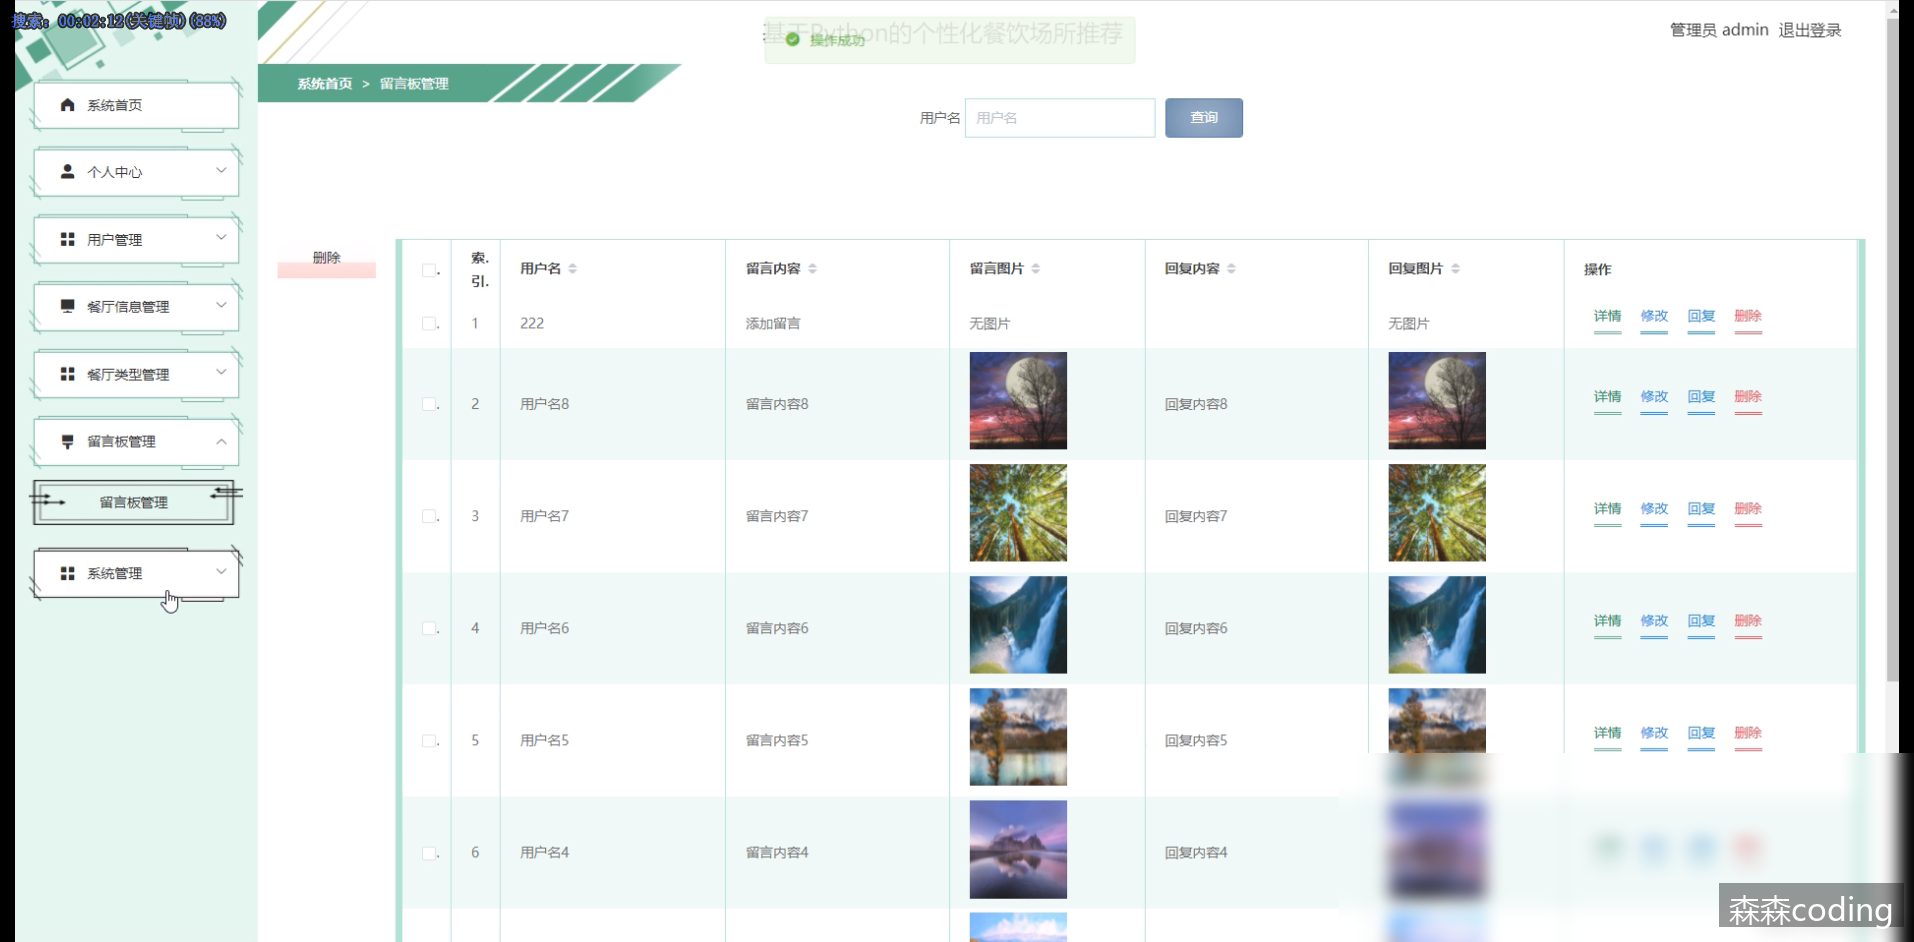 搜索: 00:02:12(关键帧)(88%)
基于Python的个性化餐饮场所推荐
操作成功
管理员 admin 退出登录
系统首页 > 留言板管理
系统首页
个人中心
用户管理
餐厅信息管理
餐厅类型管理
留言板管理
留言板管理
系统管理
用户名 用户名 查询
删除
索引. 用户名 留言内容 留言图片 回复内容 回复图片 操作
1 222 添加留言 无图片 无图片 详情 修改 回复 删除
2 用户名8 留言内容8 回复内容8 详情 修改 回复 删除
3 用户名7 留言内容7 回复内容7 详情 修改 回复 删除
4 用户名6 留言内容6 回复内容6 详情 修改 回复 删除
5 用户名5 留言内容5 回复内容5 详情 修改 回复 删除
6 用户名4 留言内容4 回复内容4
森森coding